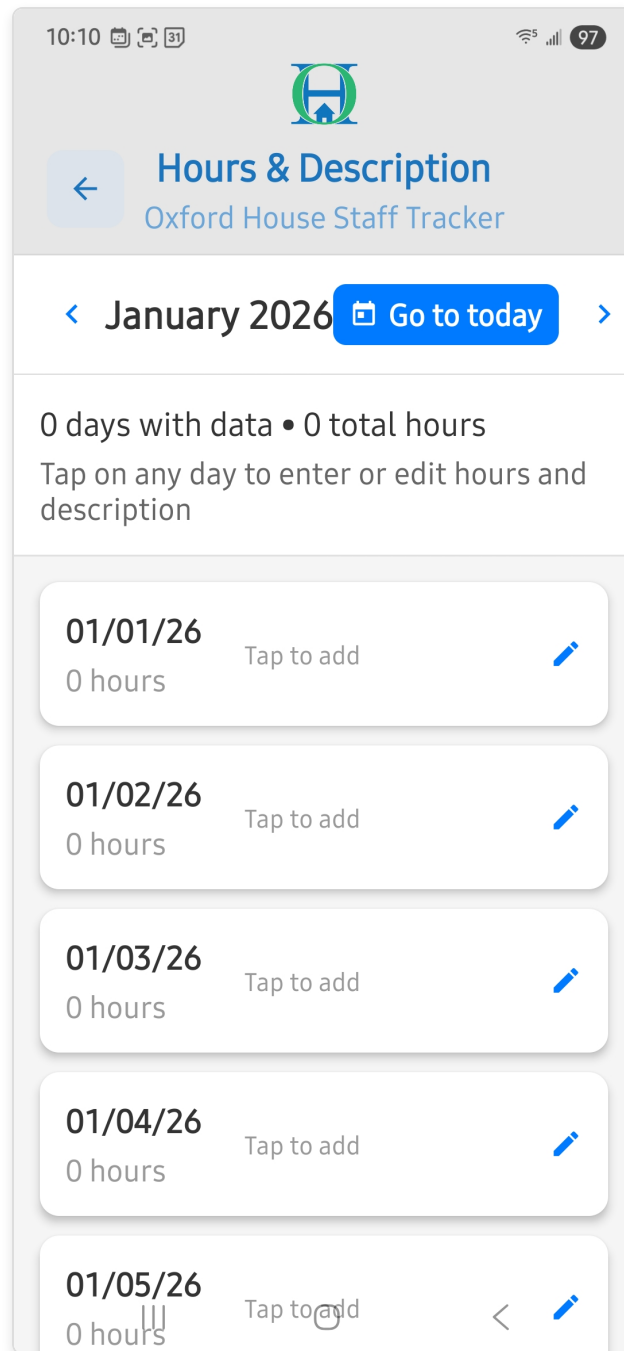 10:10 31 5 97
OH
Hours & Description
Oxford House Staff Tracker
January 2026 Go to today
0 days with data • 0 total hours
Tap on any day to enter or edit hours and
description
01/01/26
Tap to add
0 hours
01/02/26
Tap to add
0 hours
01/03/26
Tap to add
0 hours
01/04/26
Tap to add
0 hours
01/05/26
Tap to add
0 hours